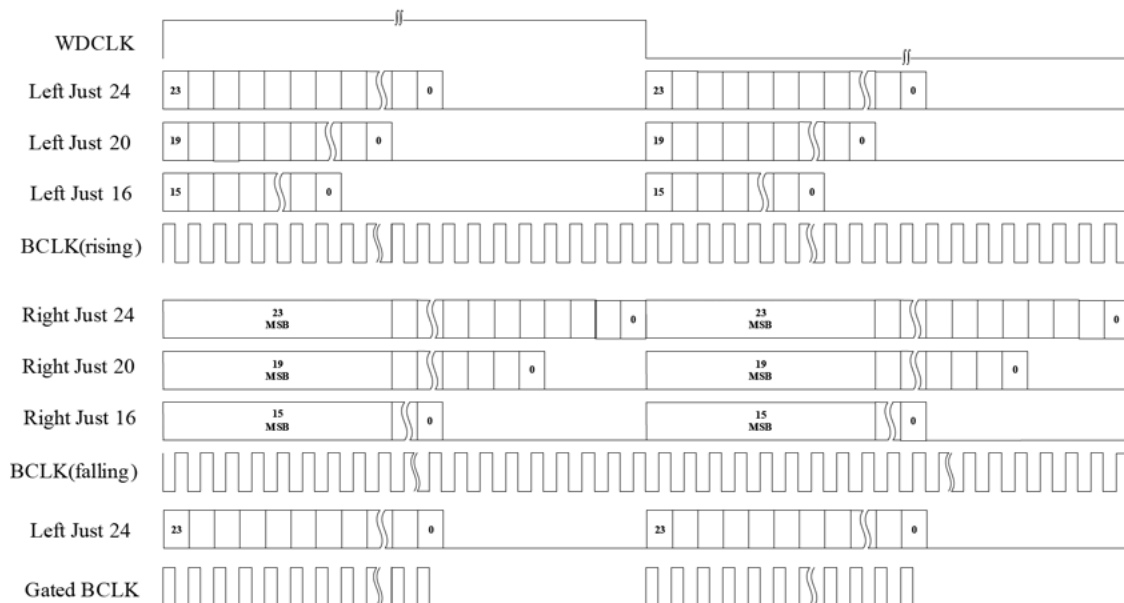 WDCLK
Left Just 24 23 0 23 0
Left Just 20 19 0 19 0
Left Just 16 15 0 15 0
BCLK(rising)
Right Just 24 23 MSB 0 23 MSB 0
Right Just 20 19 MSB 0 19 MSB 0
Right Just 16 15 MSB 0 15 MSB 0
BCLK(falling)
Left Just 24 23 0 23 0
Gated BCLK